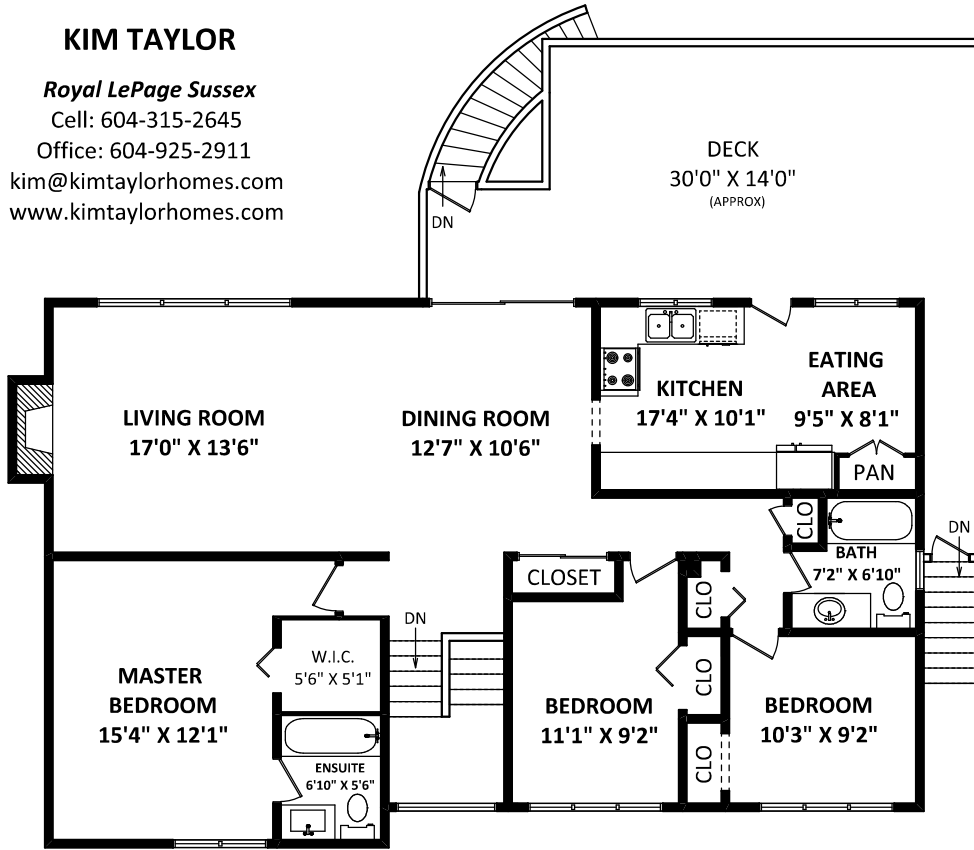 KIM TAYLOR
Royal LePage Sussex
Cell: 604-315-2645
Office: 604-925-2911
kim@kimtaylorhomes.com
www.kimtaylorhomes.com
DECK
30'0" X 14'0"
(APPROX)
DN
LIVING ROOM
17'0" X 13'6"
DINING ROOM
12'7" X 10'6"
KITCHEN
17'4" X 10'1"
EATING
AREA
9'5" X 8'1"
PAN
CLO
BATH
7'2" X 6'10"
DN
CLOSET
CLO
DN
W.I.C.
5'6" X 5'1"
MASTER
BEDROOM
15'4" X 12'1"
ENSUITE
6'10" X 5'6"
BEDROOM
11'1" X 9'2"
CLO
CLO
BEDROOM
10'3" X 9'2"